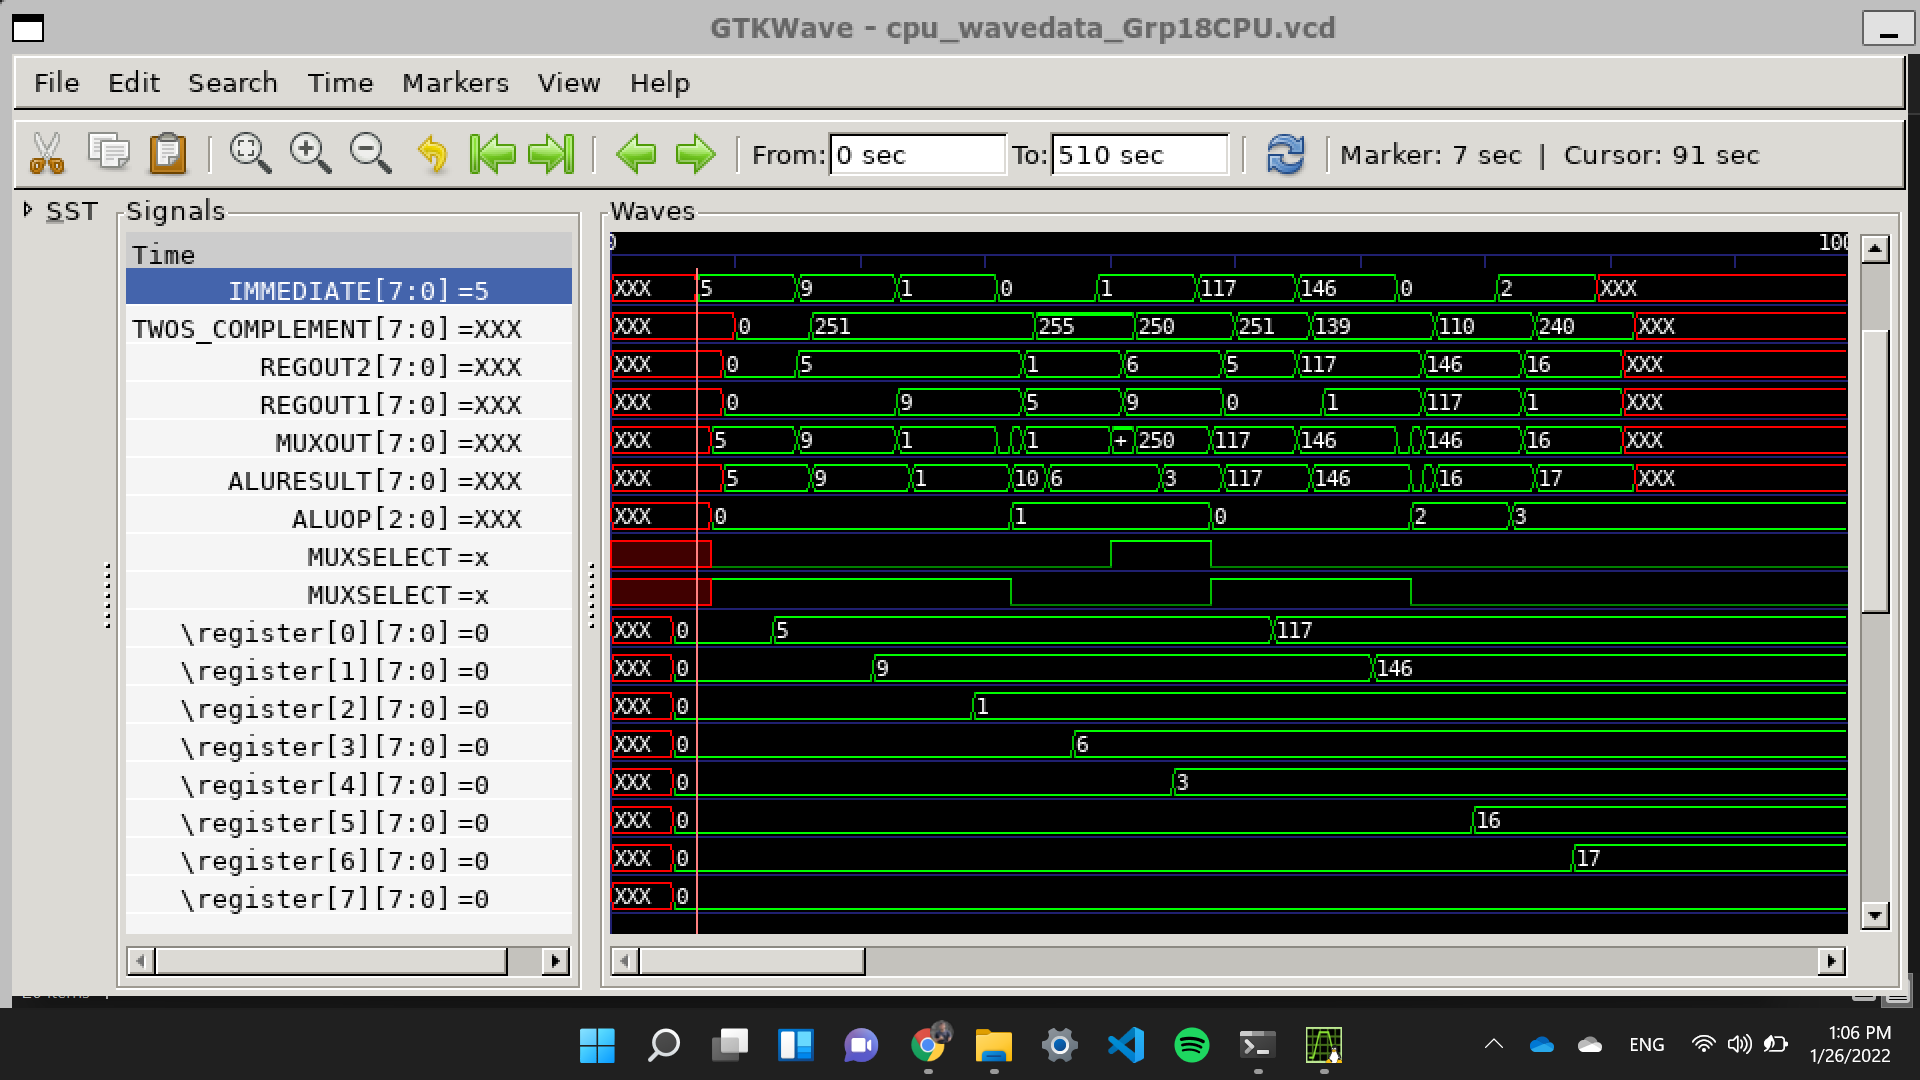 GTKWave - cpu_wavedata_Grp18CPU.vcd
File Edit Search Time Markers View Help
From: 0 sec To: 510 sec Marker: 7 sec | Cursor: 91 sec
SST Signals Waves
Time 0 100
IMMEDIATE[7:0] =5 XXX 5 9 1 0 1 117 146 0 2 XXX
TWOS_COMPLEMENT[7:0] =XXX XXX 0 251 255 250 251 139 110 240 XXX
REGOUT2[7:0] =XXX XXX 0 5 1 6 5 117 146 16 XXX
REGOUT1[7:0] =XXX XXX 0 9 5 9 0 1 117 1 XXX
MUXOUT[7:0] =XXX XXX 5 9 1 1 + 250 117 146 146 16 XXX
ALURESULT[7:0] =XXX XXX 5 9 1 10 6 3 117 146 16 17 XXX
ALUOP[2:0] =XXX XXX 0 1 0 2 3
MUXSELECT =x
MUXSELECT =x
\register[0][7:0] =0 XXX 0 5 117
\register[1][7:0] =0 XXX 0 9 146
\register[2][7:0] =0 XXX 0 1
\register[3][7:0] =0 XXX 0 6
\register[4][7:0] =0 XXX 0 3
\register[5][7:0] =0 XXX 0 16
\register[6][7:0] =0 XXX 0 17
\register[7][7:0] =0 XXX 0
ENG
1:06 PM
1/26/2022